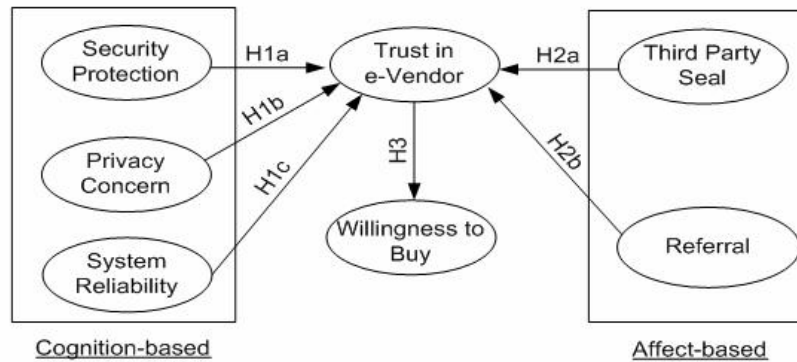 Security
Protection
H1a
Trust in
e-Vendor
H2a
Third Party
Seal
H1b
Privacy
Concern
H1c
H3
H2b
Willingness to
Buy
System
Reliability
Referral
Cognition-based
Affect-based